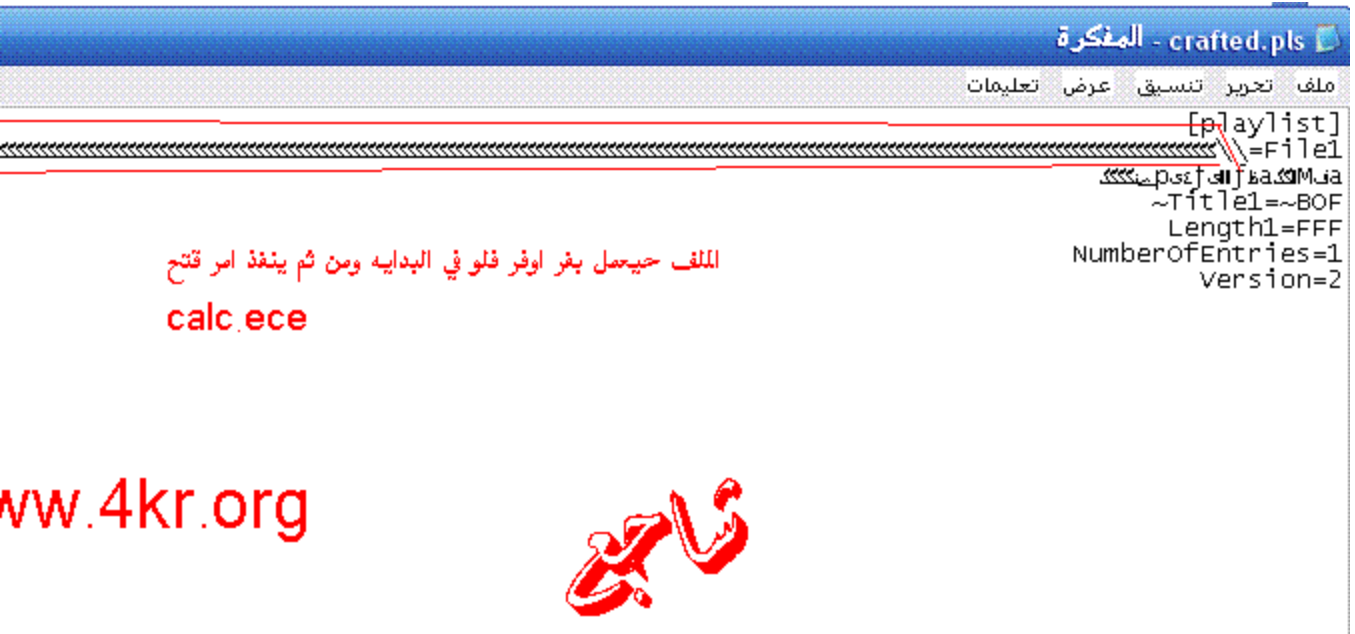 crafted.pls - المفكرة
ملف تحرير تنسيق عرض تعليمات
[playlist]
File1=\\
~Title1=~BOF
Length1=FFF
NumberOfEntries=1
Version=2
الملف حيعمل بفر اوفر فلو في البدايه ومن ثم ينفذ امر فتح
calc.ece
ww.4kr.org